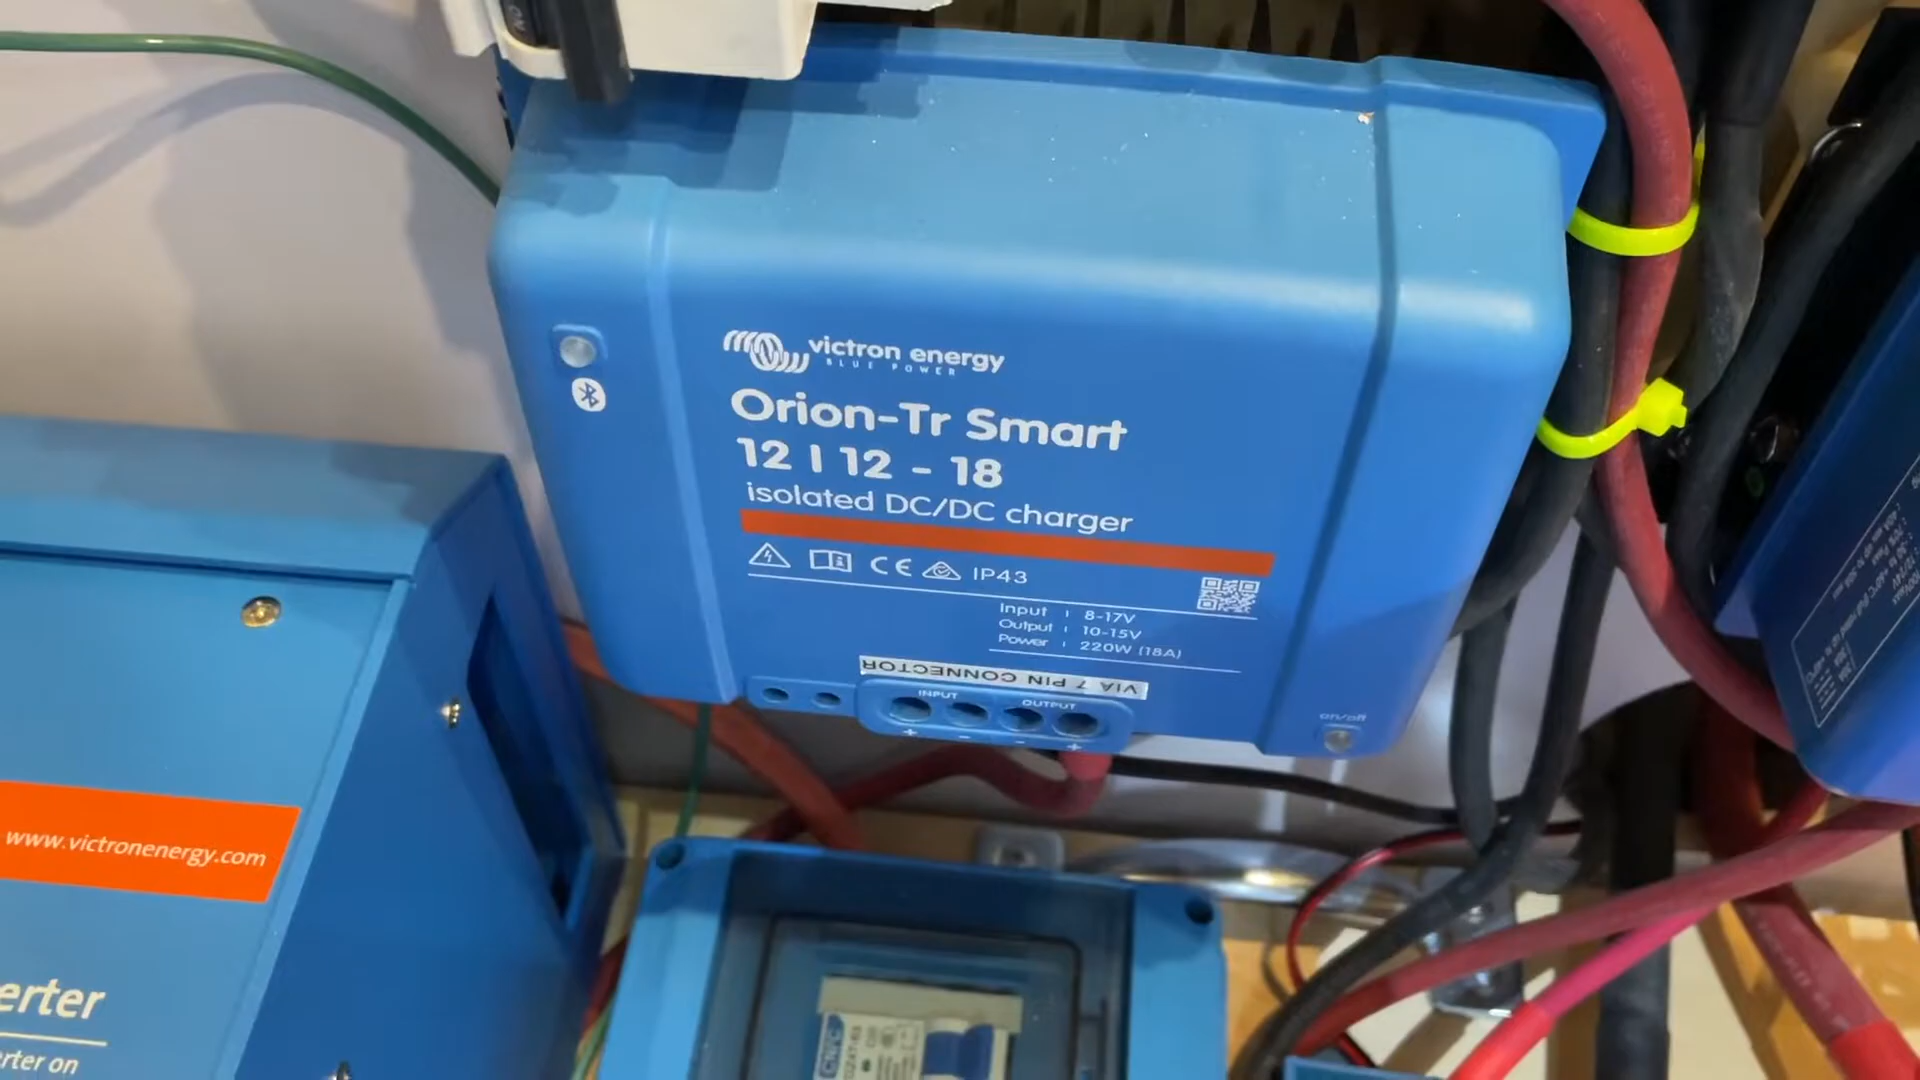 victron energy
BLUE POWER
Orion-Tr Smart
12 | 12 - 18
isolated DC/DC charger
CE IP43
Input : 8-17V
Output : 10-15V
Power : 220W (18A)
VIA 7 PIN CONNECTOR
INPUT OUTPUT
+ - - +
on/off
www.victronenergy.com
erter
rter on